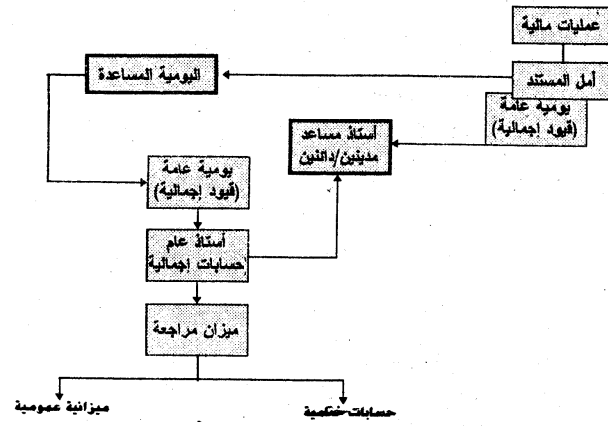 عمليات مالية
أمل المستند
يومية عامة
(قيود إجمالية)
اليومية المساعدة
أستاذ مساعد
مدينين/دائنين
يومية عامة
(قيود إجمالية)
أستاذ عام
(حسابات إجمالية
ميزان مراجعة
حسابات ختامية
ميزانية عمومية